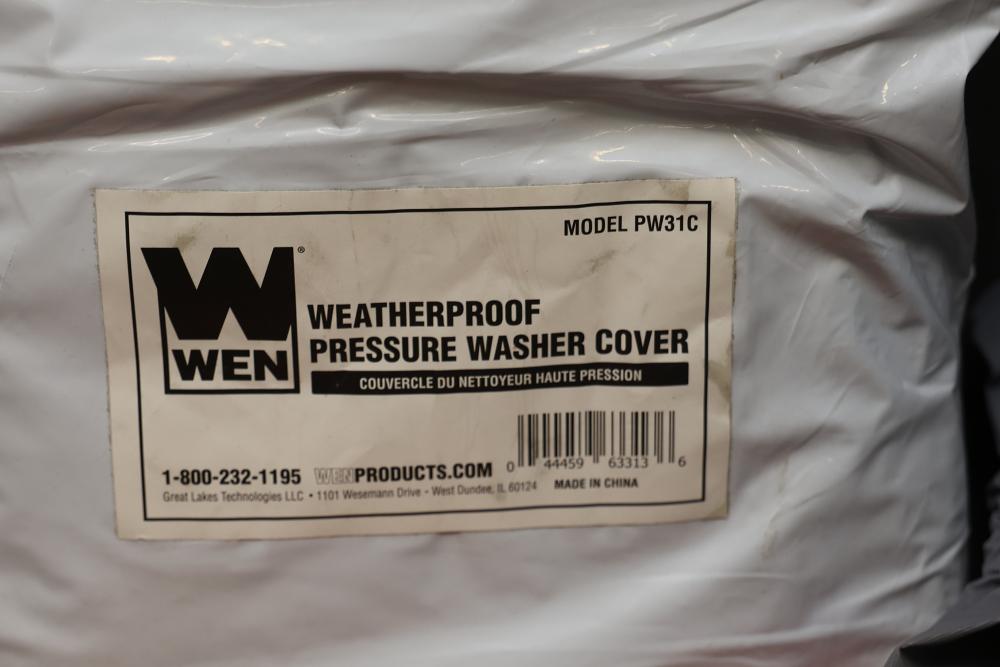 MODEL PW31C
W®
WEN
WEATHERPROOF
PRESSURE WASHER COVER
COUVERCLE DU NETTOYEUR HAUTE PRESSION
0 44459 63313 6
1-800-232-1195 WENPRODUCTS.COM
Great Lakes Technologies LLC • 1101 Wesemann Drive - West Dundee, IL 60124 MADE IN CHINA